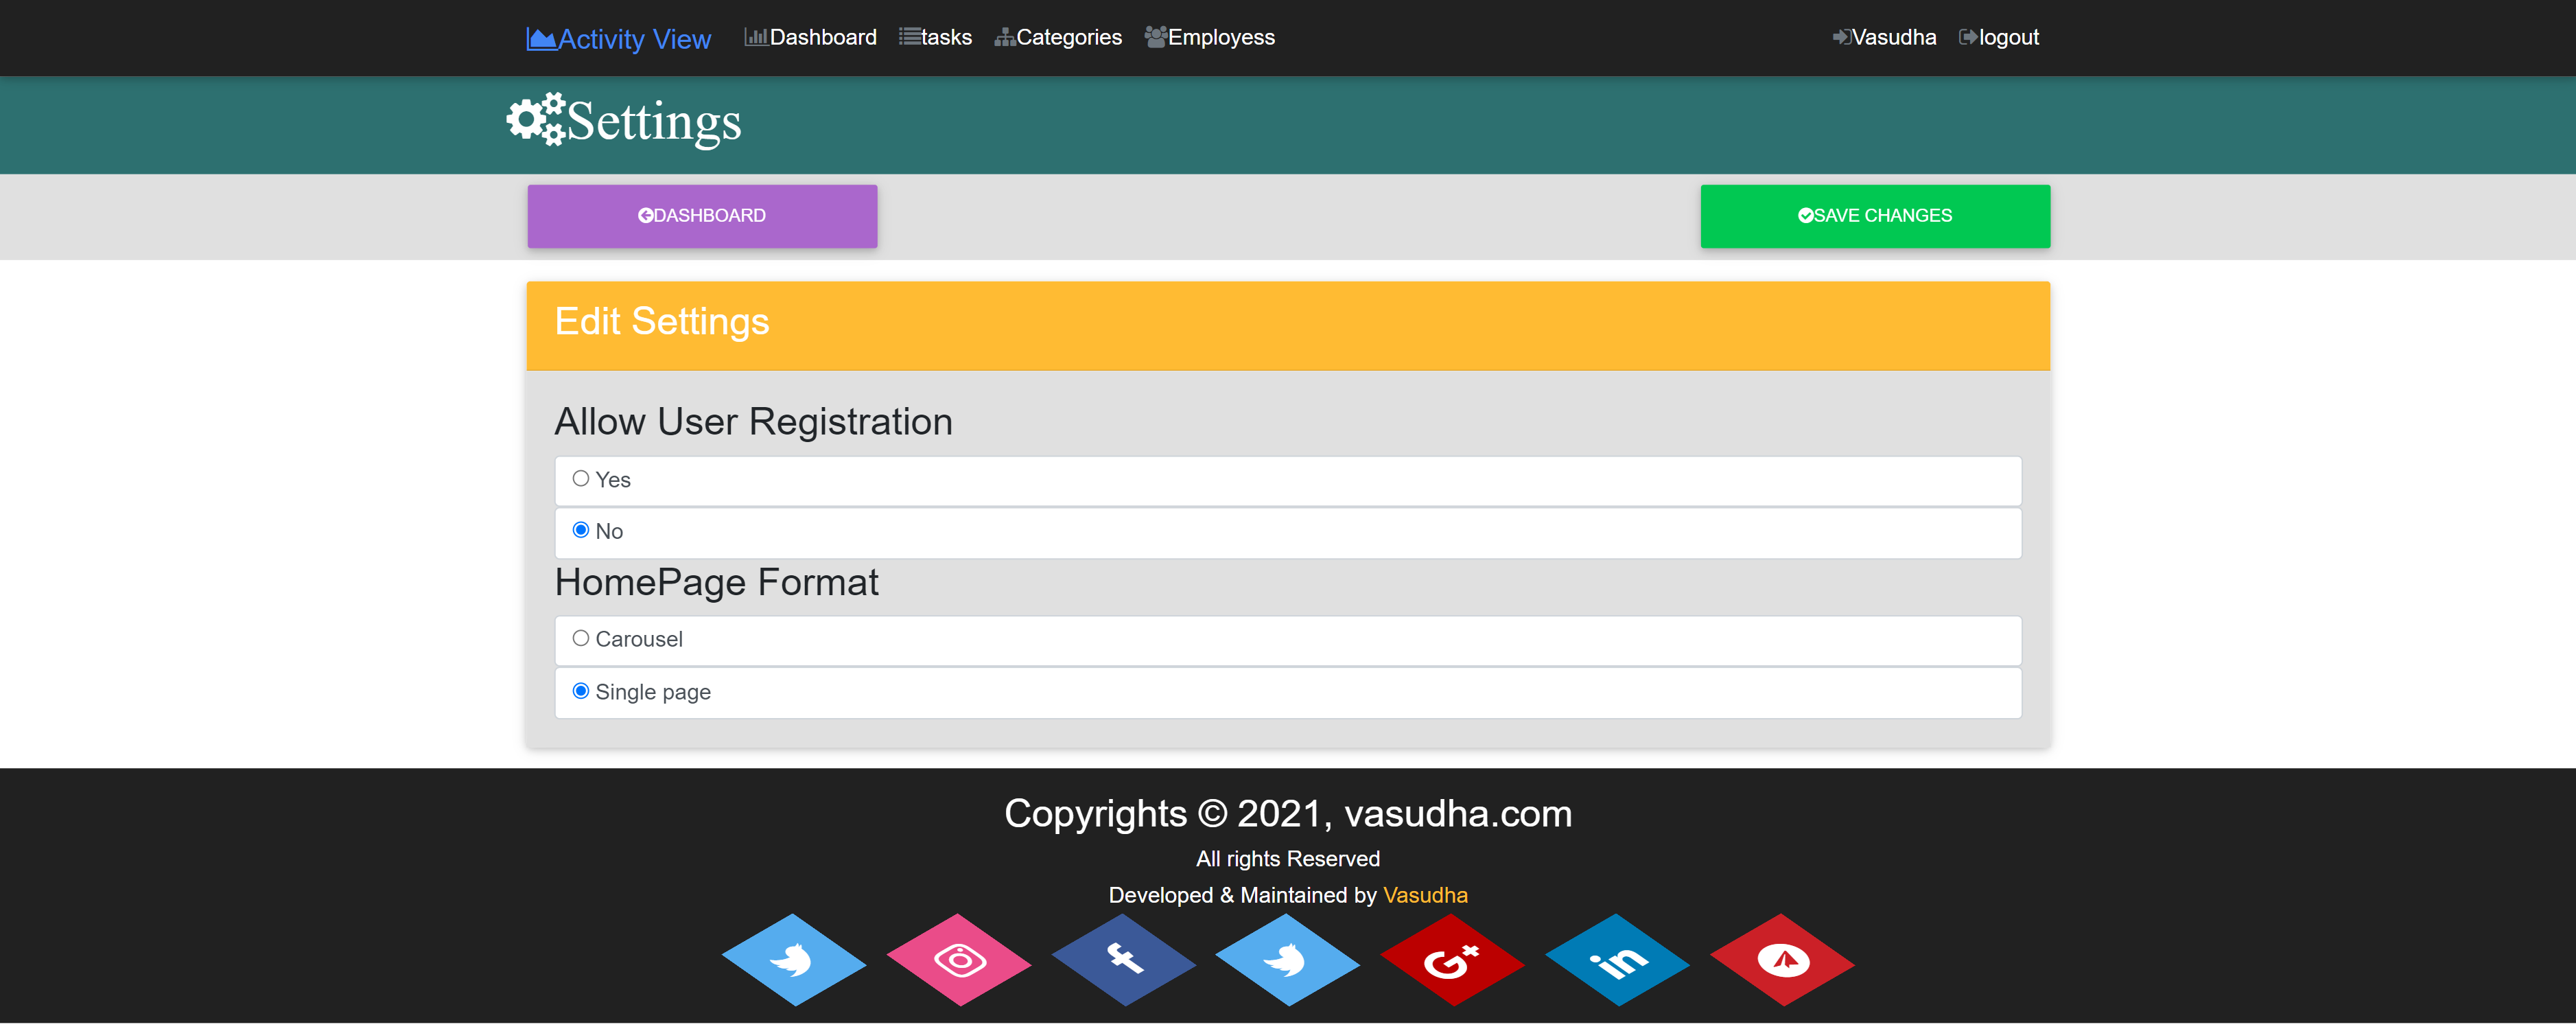 Activity View Dashboard tasks Categories Employess Vasudha logout
Settings
DASHBOARD SAVE CHANGES
Edit Settings
Allow User Registration
Yes
No
HomePage Format
Carousel
Single page
Copyrights © 2021, vasudha.com
All rights Reserved
Developed & Maintained by Vasudha